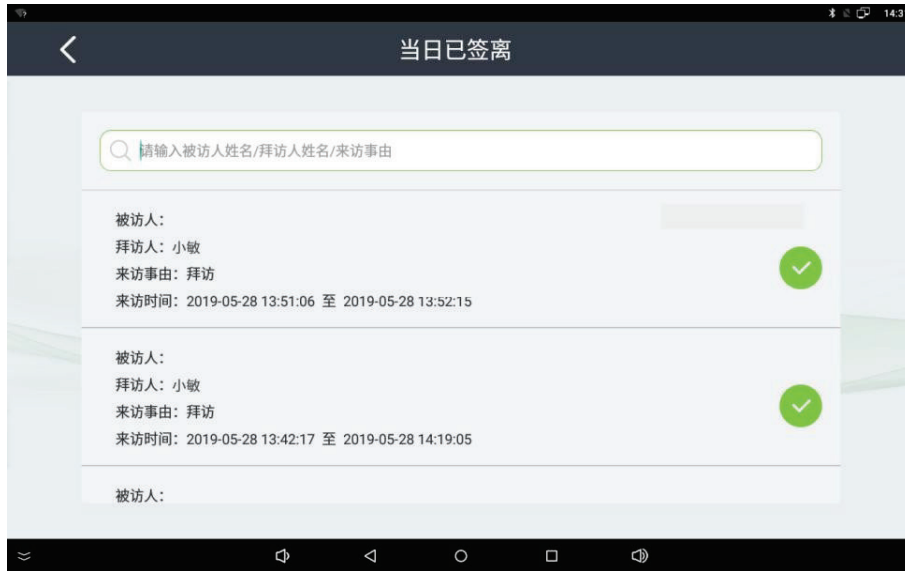 14:3
当日已签离
请输入被访人姓名/拜访人姓名/来访事由
被访人：
拜访人：小敏
来访事由：拜访
来访时间：2019-05-28 13:51:06 至 2019-05-28 13:52:15
被访人：
拜访人：小敏
来访事由：拜访
来访时间：2019-05-28 13:42:17 至 2019-05-28 14:19:05
被访人：